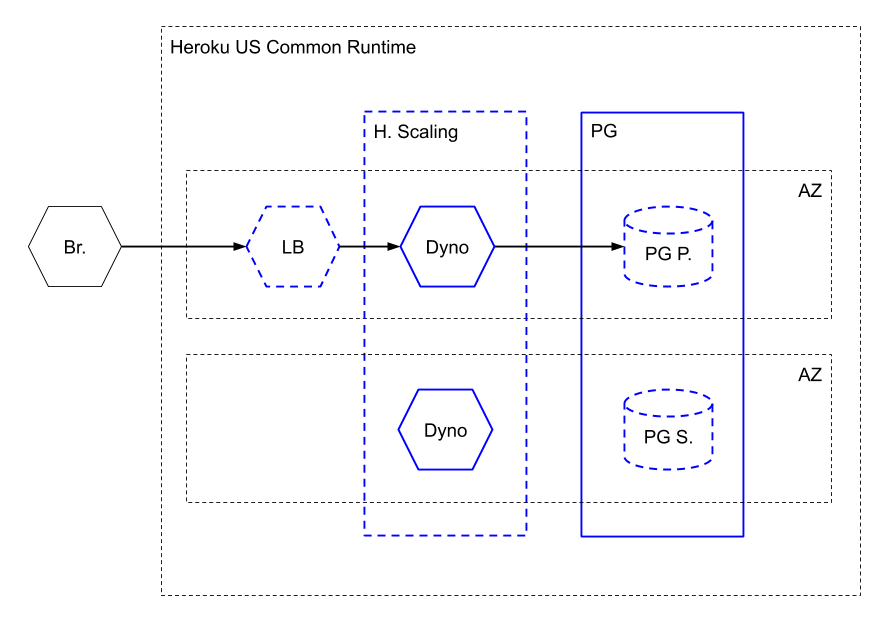 Heroku US Common Runtime
H. Scaling
PG
AZ
Br.
LB
Dyno
PG P.
AZ
Dyno
PG S.